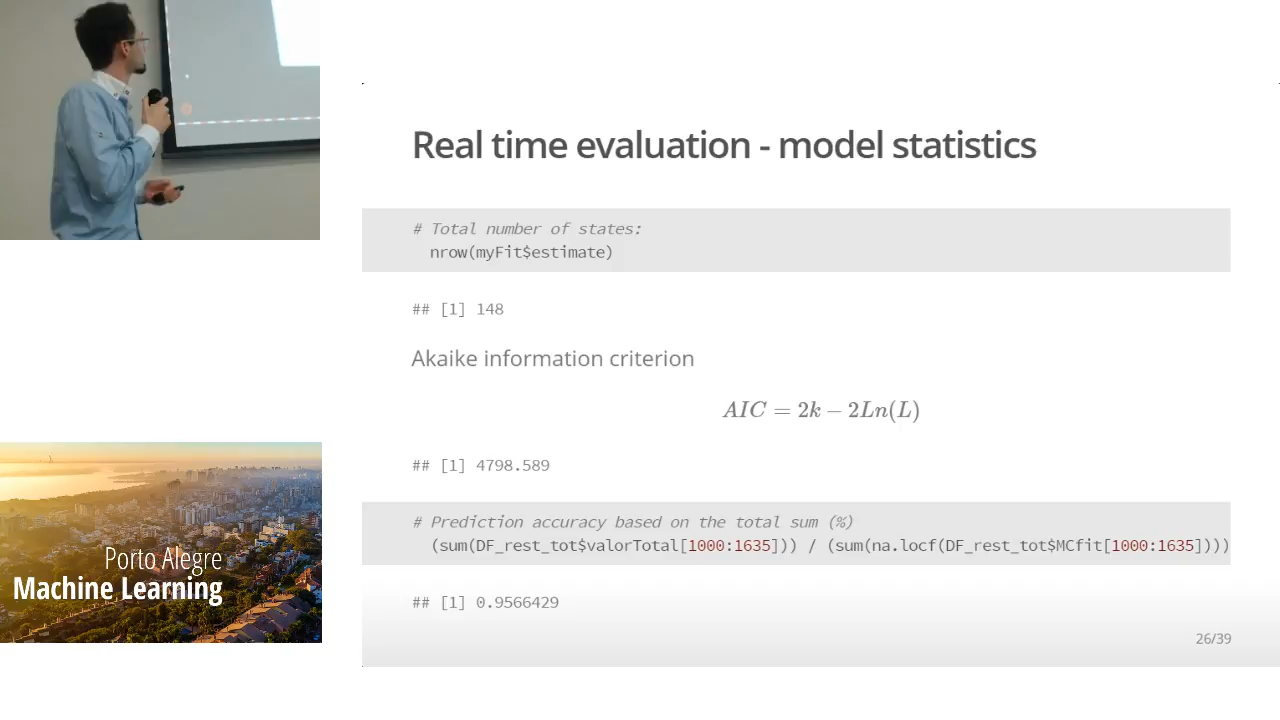 Real time evaluation - model statistics
# Total number of states:
nrow(myFit$estimate)
## [1] 148
Akaike information criterion
AIC = 2k − 2Ln(L)
## [1] 4798.589
# Prediction accuracy based on the total sum (%)
(sum(DF_rest_tot$valorTotal[1000:1635])) / (sum(na.locf(DF_rest_tot$MCfit[1000:1635])))
## [1] 0.9566429
26/39
Porto Alegre
Machine Learning